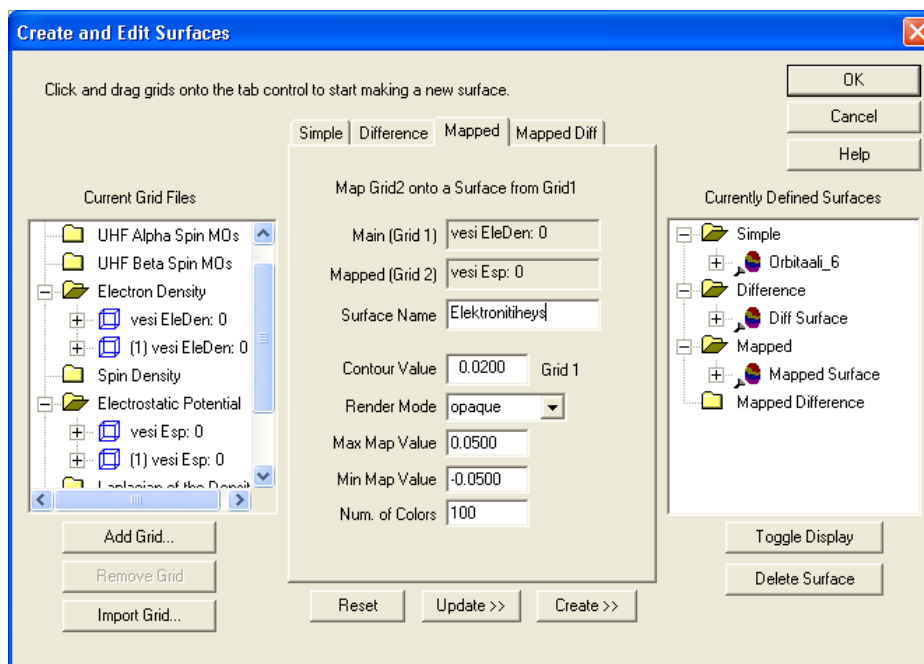 Create and Edit Surfaces
Click and drag grids onto the tab control to start making a new surface.
OK
Cancel
Help
Simple
Difference
Mapped
Mapped Diff
Current Grid Files
UHF Alpha Spin MOs
UHF Beta Spin MOs
Electron Density
vesi EleDen: 0
(1) vesi EleDen: 0
Spin Density
Electrostatic Potential
vesi Esp: 0
(1) vesi Esp: 0
Laplacian of the Densit
Add Grid...
Remove Grid
Import Grid...
Map Grid2 onto a Surface from Grid1
Main (Grid 1) vesi EleDen: 0
Mapped (Grid 2) vesi Esp: 0
Surface Name Elektronitiheys
Contour Value 0.0200 Grid 1
Render Mode opaque
Max Map Value 0.0500
Min Map Value -0.0500
Num. of Colors 100
Reset
Update >>
Create >>
Currently Defined Surfaces
Simple
Orbitaali_6
Difference
Diff Surface
Mapped
Mapped Surface
Mapped Difference
Toggle Display
Delete Surface